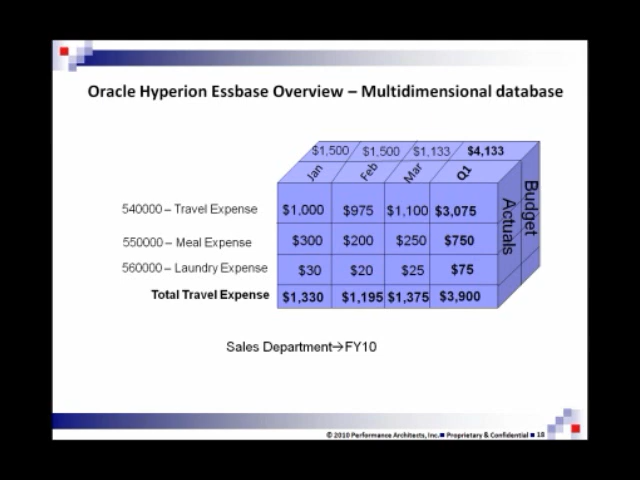 Oracle Hyperion Essbase Overview – Multidimensional database
$1,500 $1,500 $1,133 $4,133
Jan Feb Mar Q1
540000 – Travel Expense $1,000 $975 $1,100 $3,075
550000 – Meal Expense $300 $200 $250 $750
560000 – Laundry Expense $30 $20 $25 $75
Total Travel Expense $1,330 $1,195 $1,375 $3,900
Actuals
Budget
Sales Department→FY10
© 2010 Performance Architects, Inc. ■ Proprietary & Confidential ■ 18